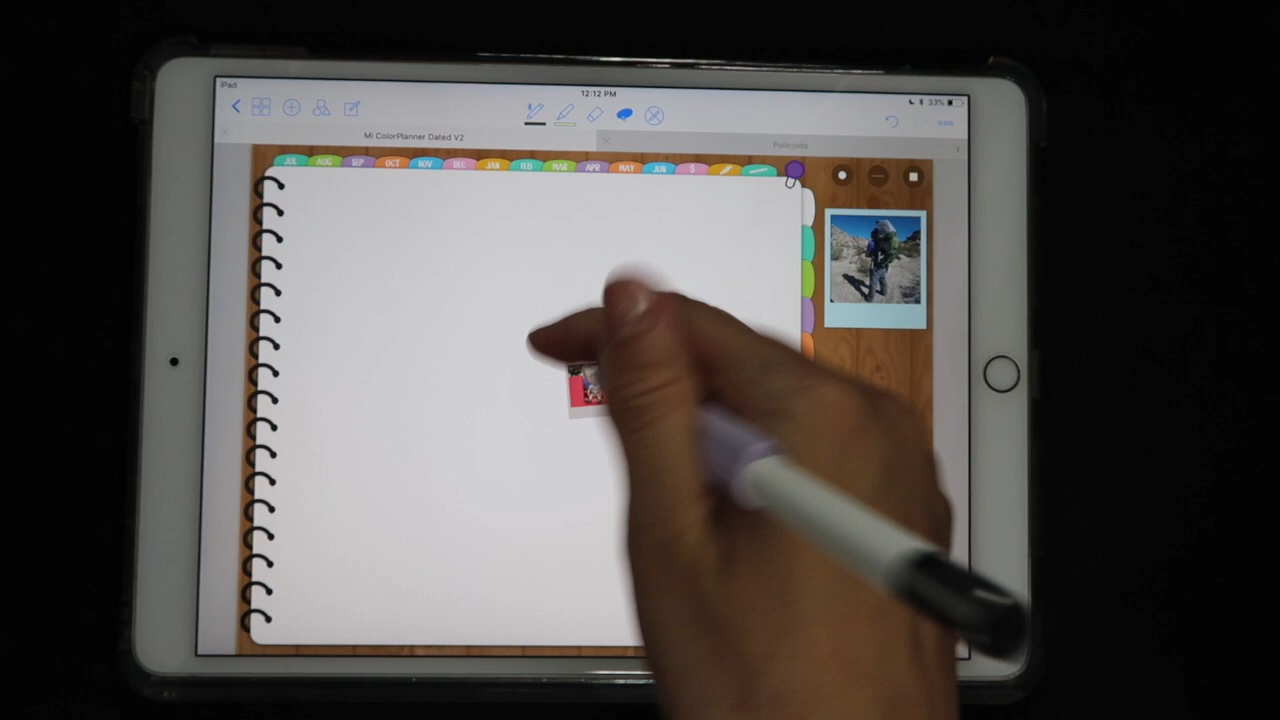 iPad
12:12 PM
33%
Mi ColorPlanner Dated V2
Polaroids
JUL AUG SEP OCT NOV DEC JAN FEB MAR APR MAY JUN $